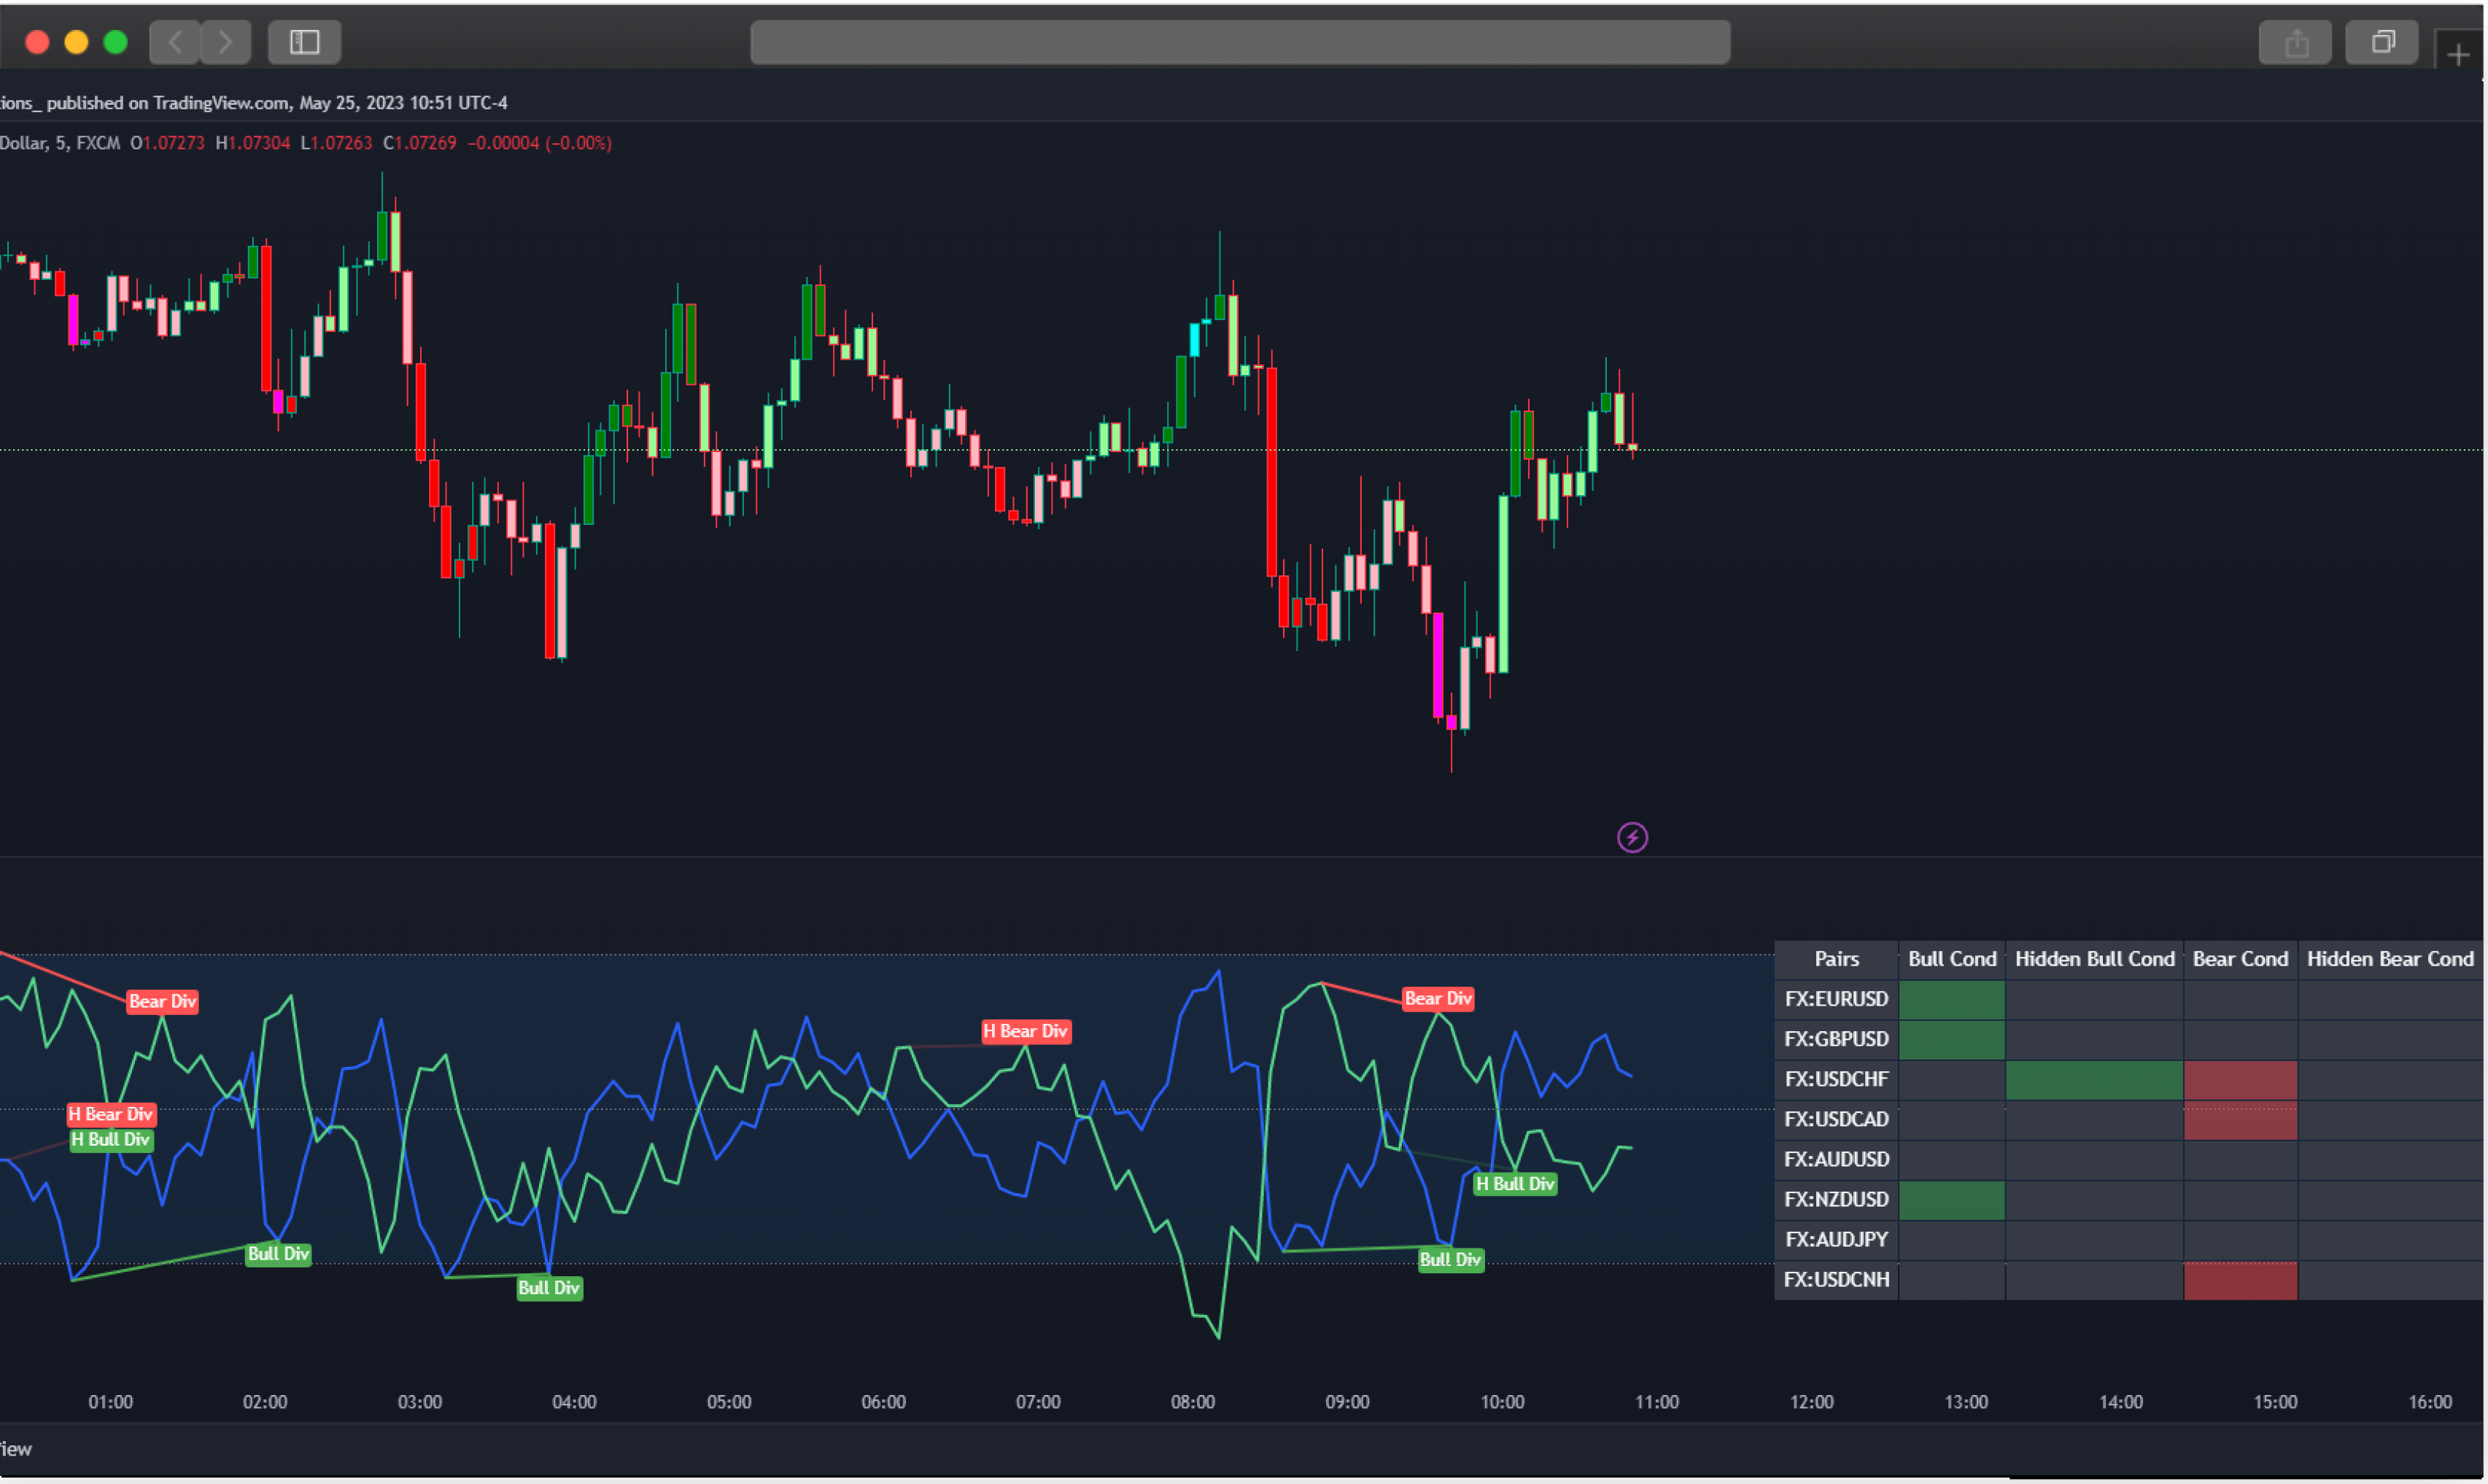 ions_ published on TradingView.com, May 25, 2023 10:51 UTC-4
Dollar, 5, FXCM O1.07273 H1.07304 L1.07263 C1.07269 −0.00004 (−0.00%)
Bear Div
H Bear Div
H Bull Div
Bull Div
Bull Div
H Bear Div
Bear Div
H Bull Div
Bull Div
Pairs Bull Cond Hidden Bull Cond Bear Cond Hidden Bear Cond
FX:EURUSD
FX:GBPUSD
FX:USDCHF
FX:USDCAD
FX:AUDUSD
FX:NZDUSD
FX:AUDJPY
FX:USDCNH
01:00 02:00 03:00 04:00 05:00 06:00 07:00 08:00 09:00 10:00 11:00 12:00 13:00 14:00 15:00 16:00
iew